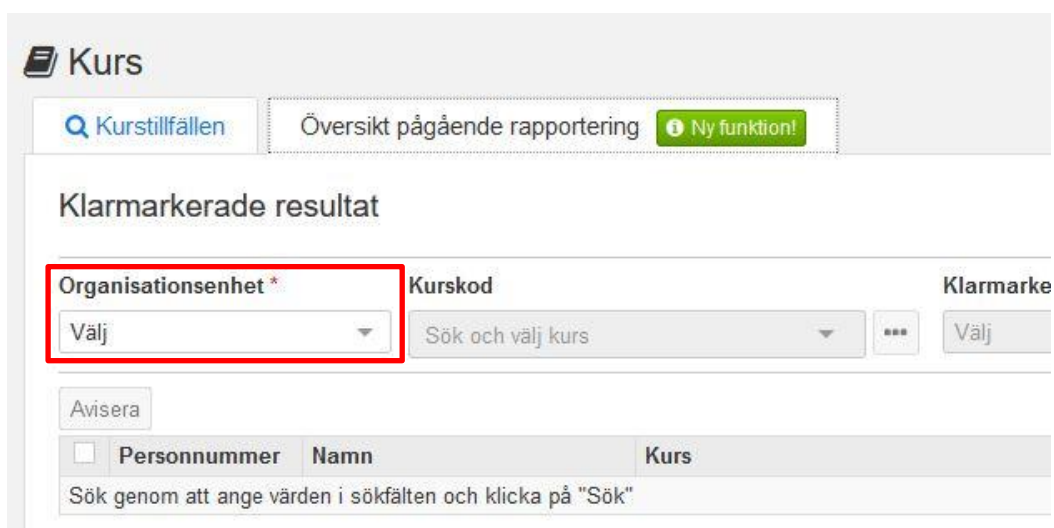 Kurs
Kurstillfällen Översikt pågående rapportering Ny funktion!
Klarmarkerade resultat
Organisationsenhet * Kurskod Klarmarke
Välj Sök och välj kurs ... Välj
Avisera
Personnummer Namn Kurs
Sök genom att ange värden i sökfälten och klicka på "Sök"